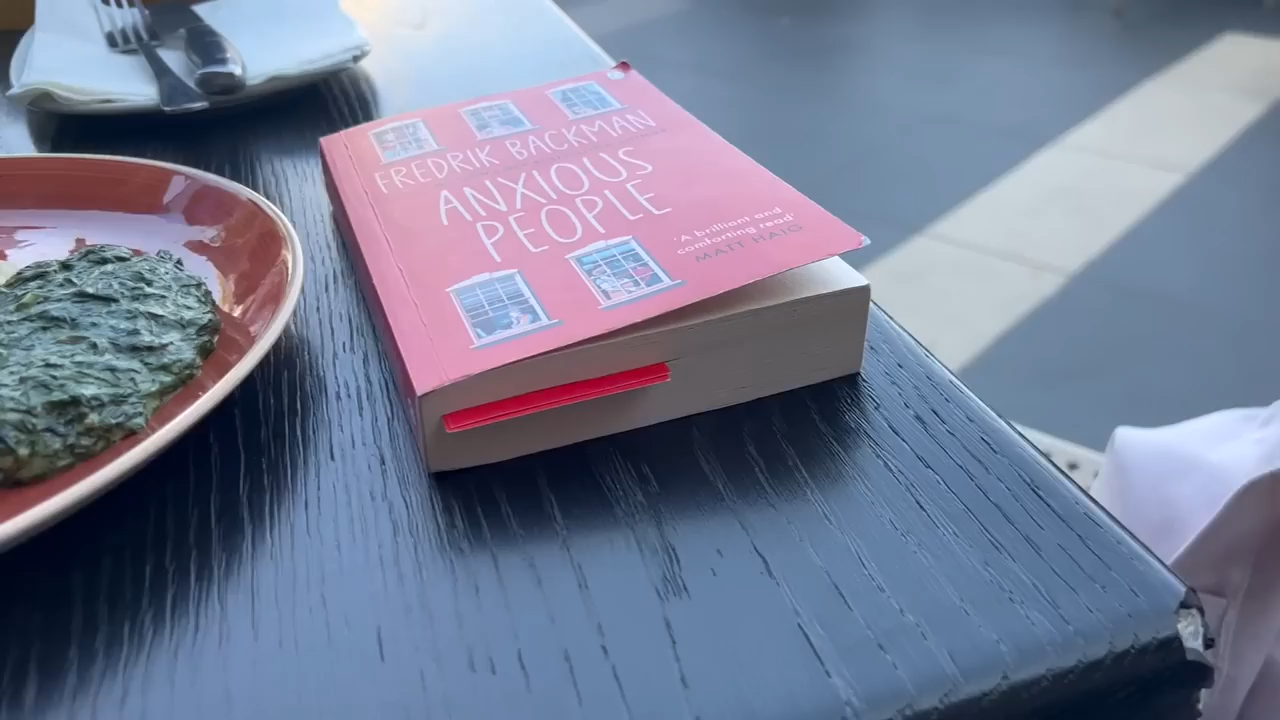 FREDRIK BACKMAN
ANXIOUS
PEOPLE
'A brilliant and
comforting read'
MATT HAIG